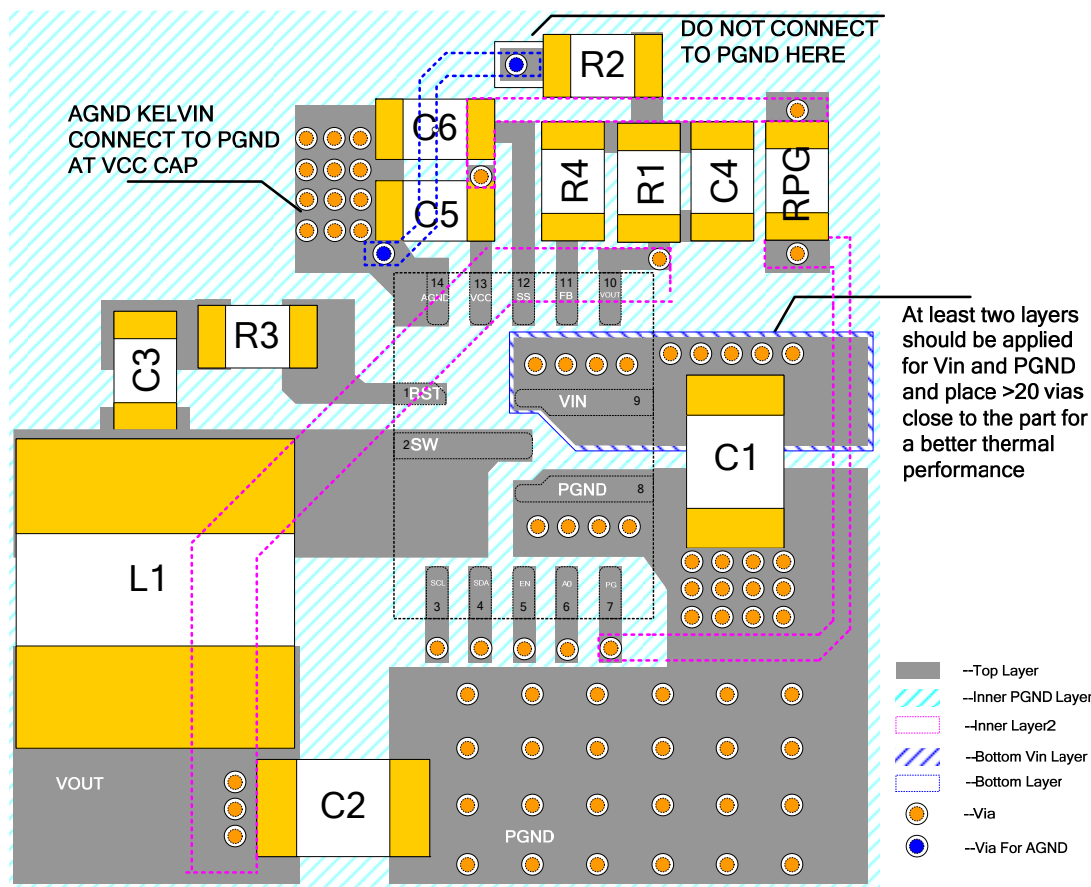 DO NOT CONNECT
TO PGND HERE
R2
AGND KELVIN
CONNECT TO PGND
AT VCC CAP
C6
C5
R4
R1
C4
RPG
14
13
12
11
10
AGND
VCC
SS
FB
VOUT
C3
R3
1
RST
2
SW
VIN
9
PGND
8
C1
At least two layers
should be applied
for Vin and PGND
and place >20 vias
close to the part for
a better thermal
performance
L1
SCL
SDA
EN
A0
PG
3
4
5
6
7
VOUT
C2
PGND
--Top Layer
--Inner PGND Layer
--Inner Layer2
--Bottom Vin Layer
--Bottom Layer
--Via
--Via For AGND